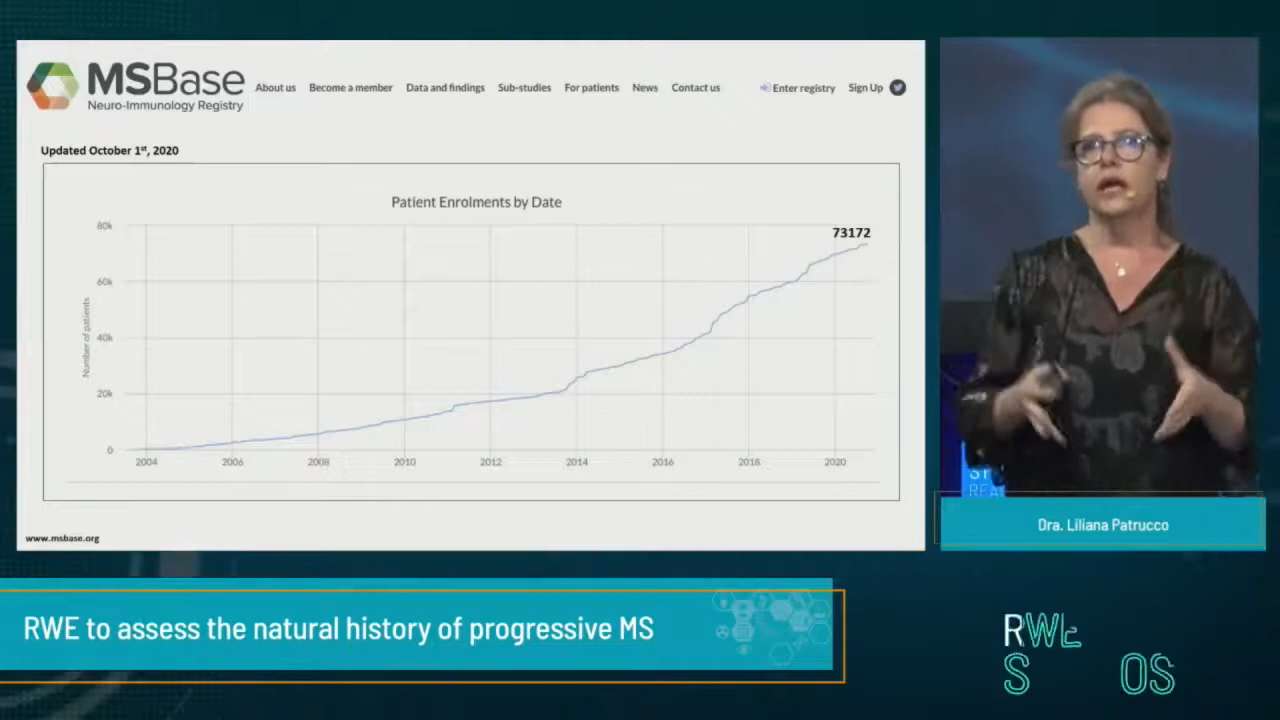 MSBase
Neuro-Immunology Registry
About us Become a member Data and findings Sub-studies For patients News Contact us Enter registry Sign Up
Updated October 1st, 2020
Patient Enrolments by Date
80k
60k
40k
20k
0
Number of patients
73172
2004 2006 2008 2010 2012 2014 2016 2018 2020
www.msbase.org
Dra. Liliana Patrucco
RWE to assess the natural history of progressive MS
RWE
S OS